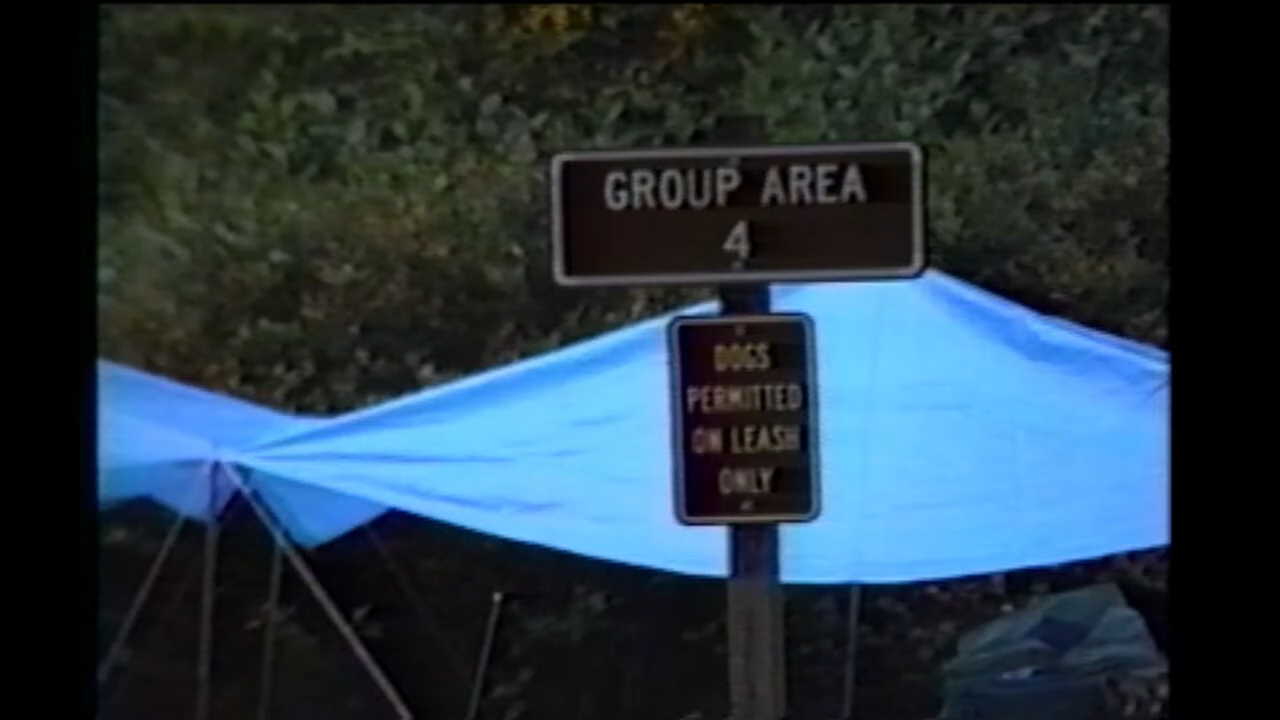 GROUP AREA
4
DOGS
PERMITTED
ON LEASH
ONLY